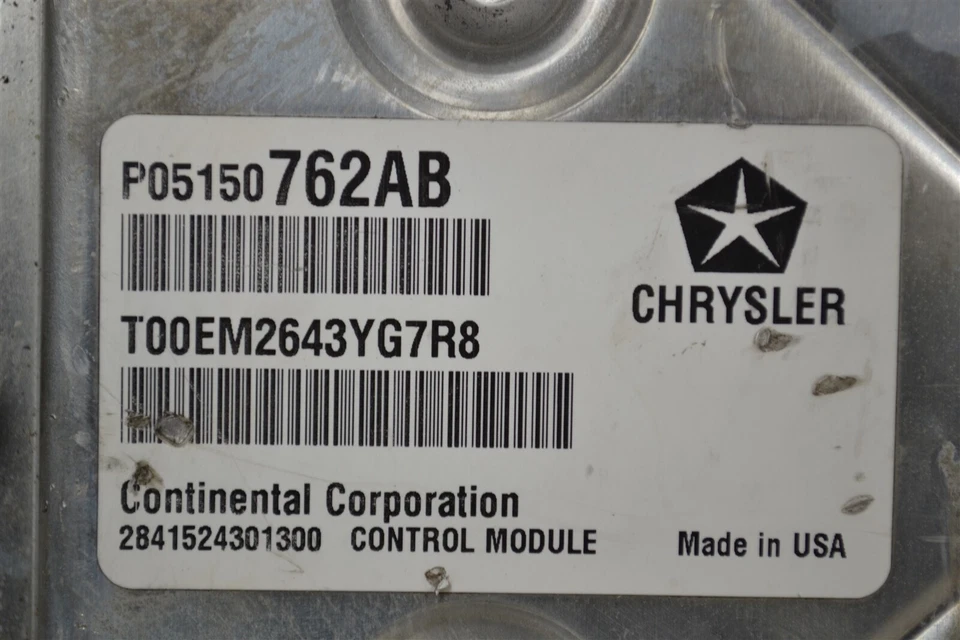 P05150762AB
CHRYSLER
T00EM2643YG7R8
Continental Corporation
2841524301300 CONTROL MODULE
Made in USA